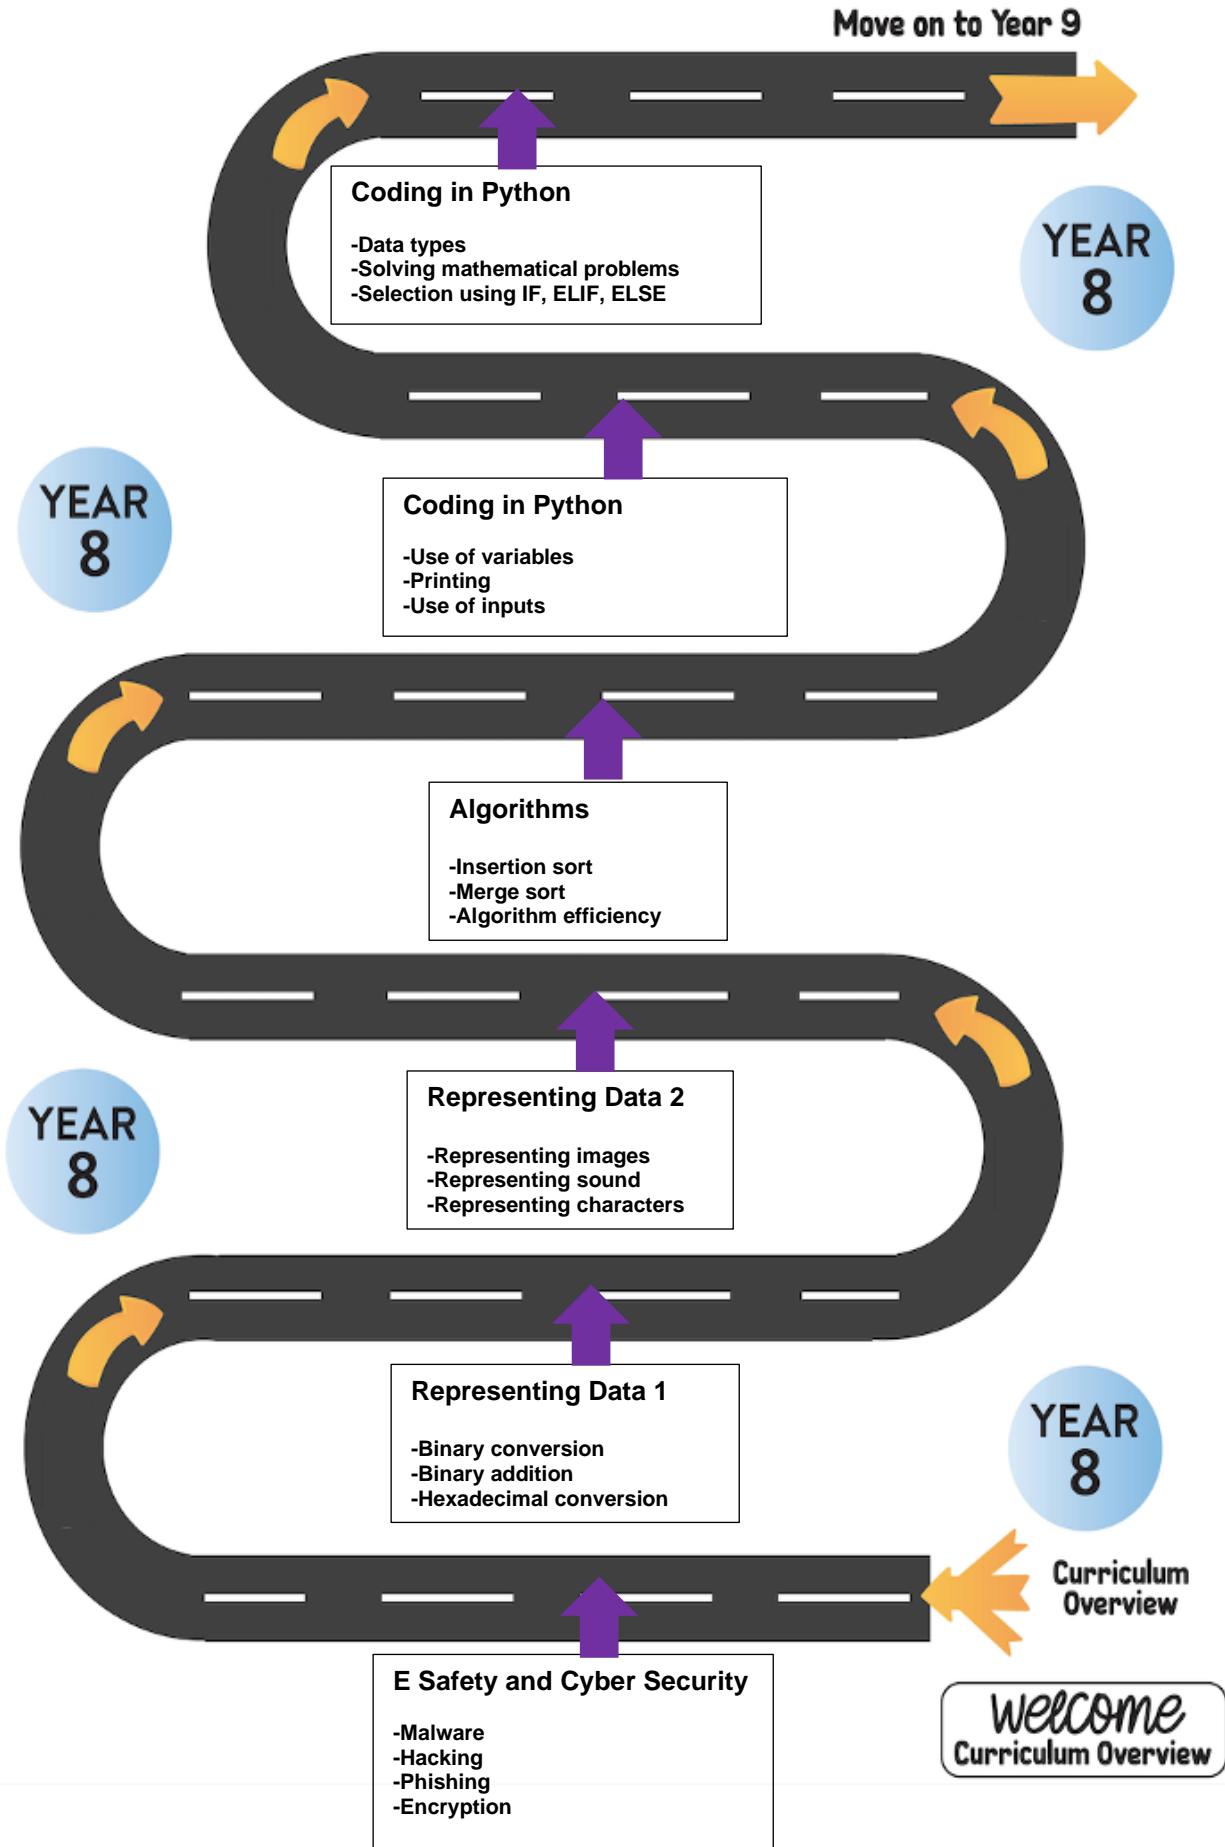 Move on to Year 9
Coding in Python
-Data types
-Solving mathematical problems
-Selection using IF, ELIF, ELSE
YEAR
8
YEAR
8
Coding in Python
-Use of variables
-Printing
-Use of inputs
Algorithms
-Insertion sort
-Merge sort
-Algorithm efficiency
YEAR
8
Representing Data 2
-Representing images
-Representing sound
-Representing characters
Representing Data 1
-Binary conversion
-Binary addition
-Hexadecimal conversion
YEAR
8
Curriculum
Overview
E Safety and Cyber Security
-Malware
-Hacking
-Phishing
-Encryption
welcome
Curriculum Overview